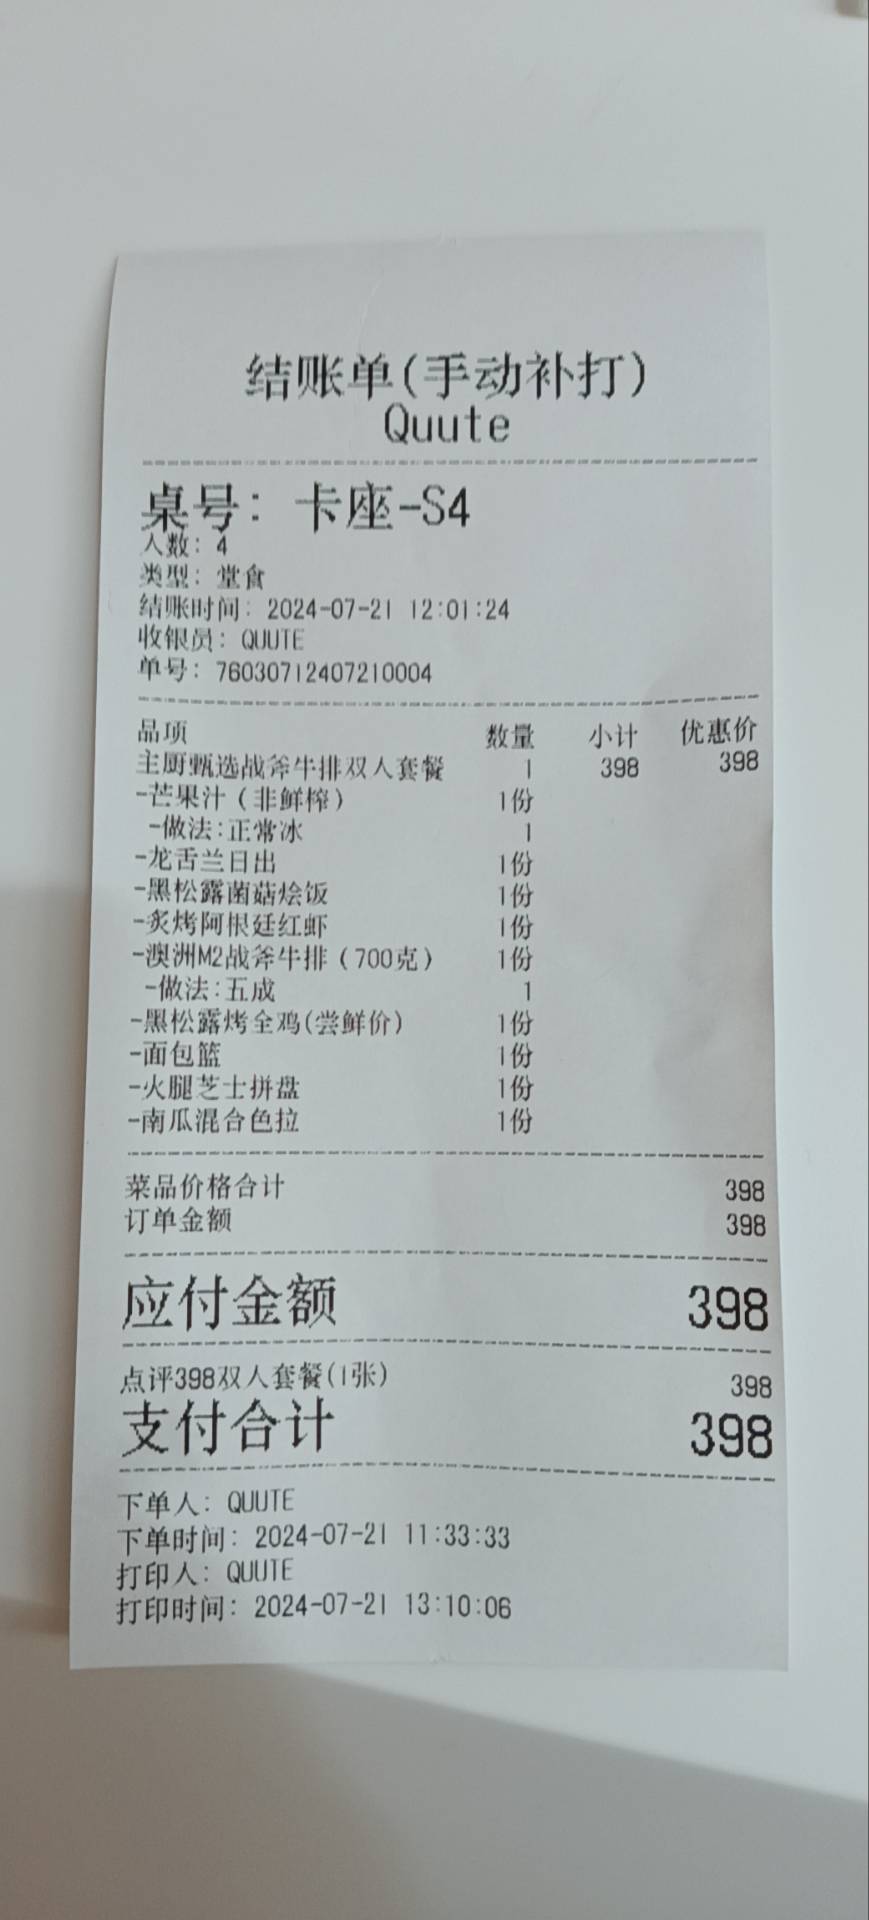 结账单(手动补打)
Quute
桌号: 卡座-S4
人数: 4
类型: 堂食
结账时间: 2024-07-21 12:01:24
收银员: QUUTE
单号: 76030712407210004
品项 数量 小计 优惠价
主厨甄选战斧牛排双人套餐 1 398 398
-芒果汁（非鲜榨） 1份
-做法:正常冰 1
-龙舌兰日出 1份
-黑松露菌菇烩饭 1份
-炙烤阿根廷红虾 1份
-澳洲M2战斧牛排（700克） 1份
-做法:五成 1
-黑松露烤全鸡(尝鲜价) 1份
-面包篮 1份
-火腿芝士拼盘 1份
-南瓜混合色拉 1份
菜品价格合计 398
订单金额 398
应付金额 398
点评398双人套餐(1张) 398
支付合计 398
下单人: QUUTE
下单时间: 2024-07-21 11:33:33
打印人: QUUTE
打印时间: 2024-07-21 13:10:06